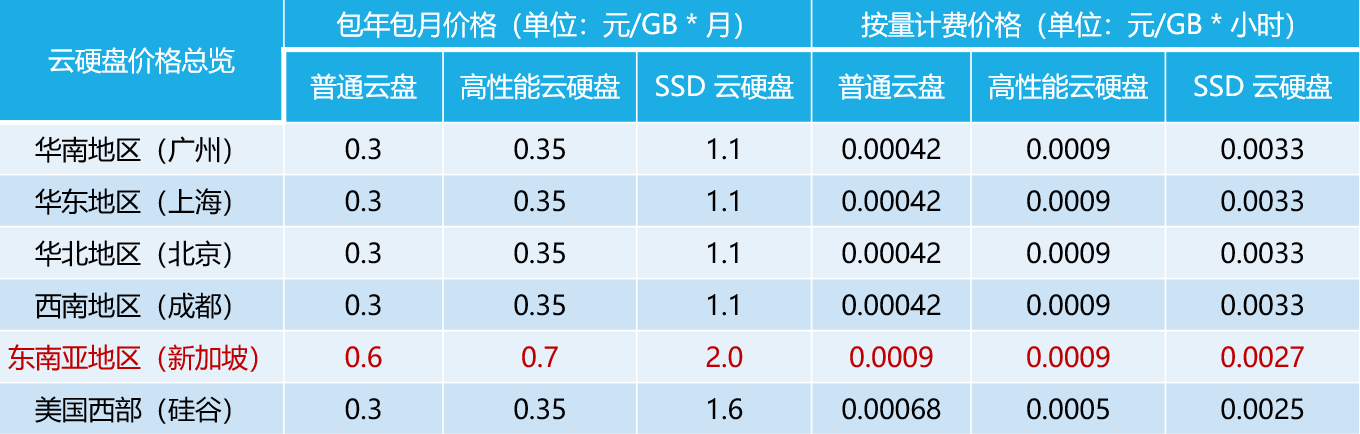 云硬盘价格总览 包年包月价格（单位：元/GB * 月） 按量计费价格（单位：元/GB * 小时）
普通云盘 高性能云硬盘 SSD 云硬盘 普通云盘 高性能云硬盘 SSD 云硬盘
华南地区（广州） 0.3 0.35 1.1 0.00042 0.0009 0.0033
华东地区（上海） 0.3 0.35 1.1 0.00042 0.0009 0.0033
华北地区（北京） 0.3 0.35 1.1 0.00042 0.0009 0.0033
西南地区（成都） 0.3 0.35 1.1 0.00042 0.0009 0.0033
东南亚地区（新加坡） 0.6 0.7 2.0 0.0009 0.0009 0.0027
美国西部（硅谷） 0.3 0.35 1.6 0.00068 0.0005 0.0025